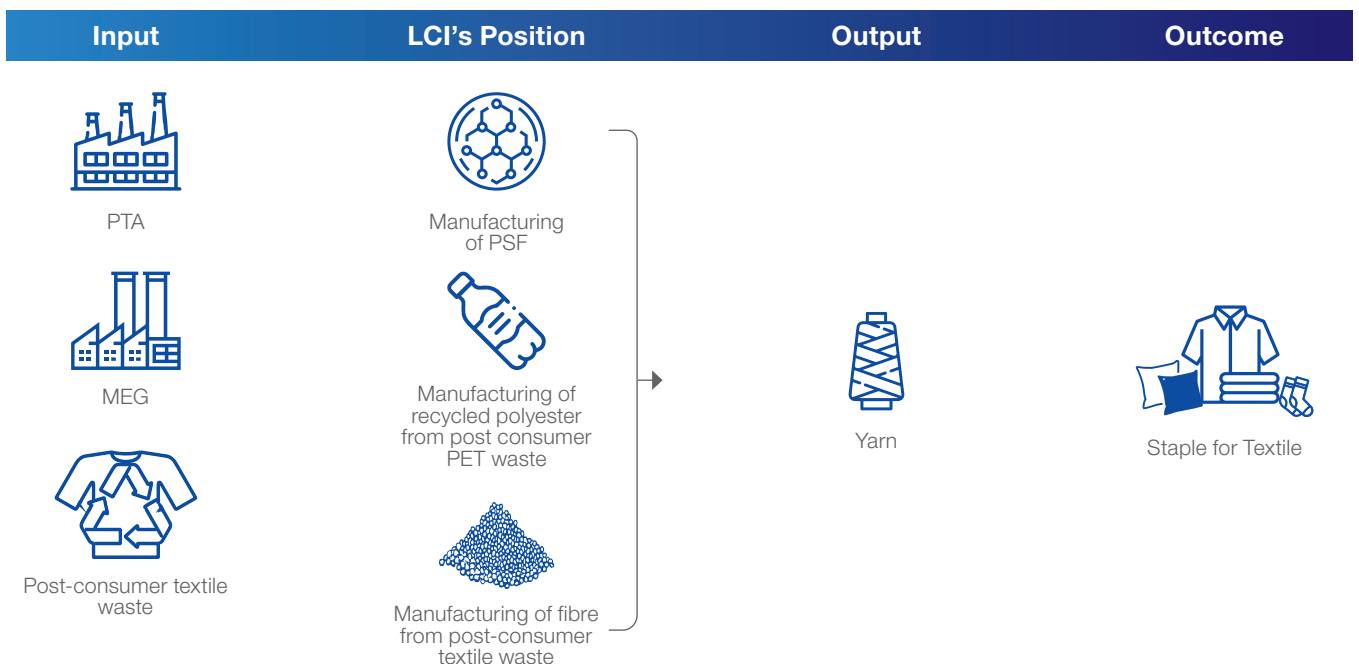 Input
LCI's Position
Output
Outcome
PTA
MEG
Post-consumer textile
waste
Manufacturing
of PSF
Manufacturing of
recycled polyester
from post consumer
PET waste
Manufacturing of fibre
from post-consumer
textile waste
Yarn
Staple for Textile